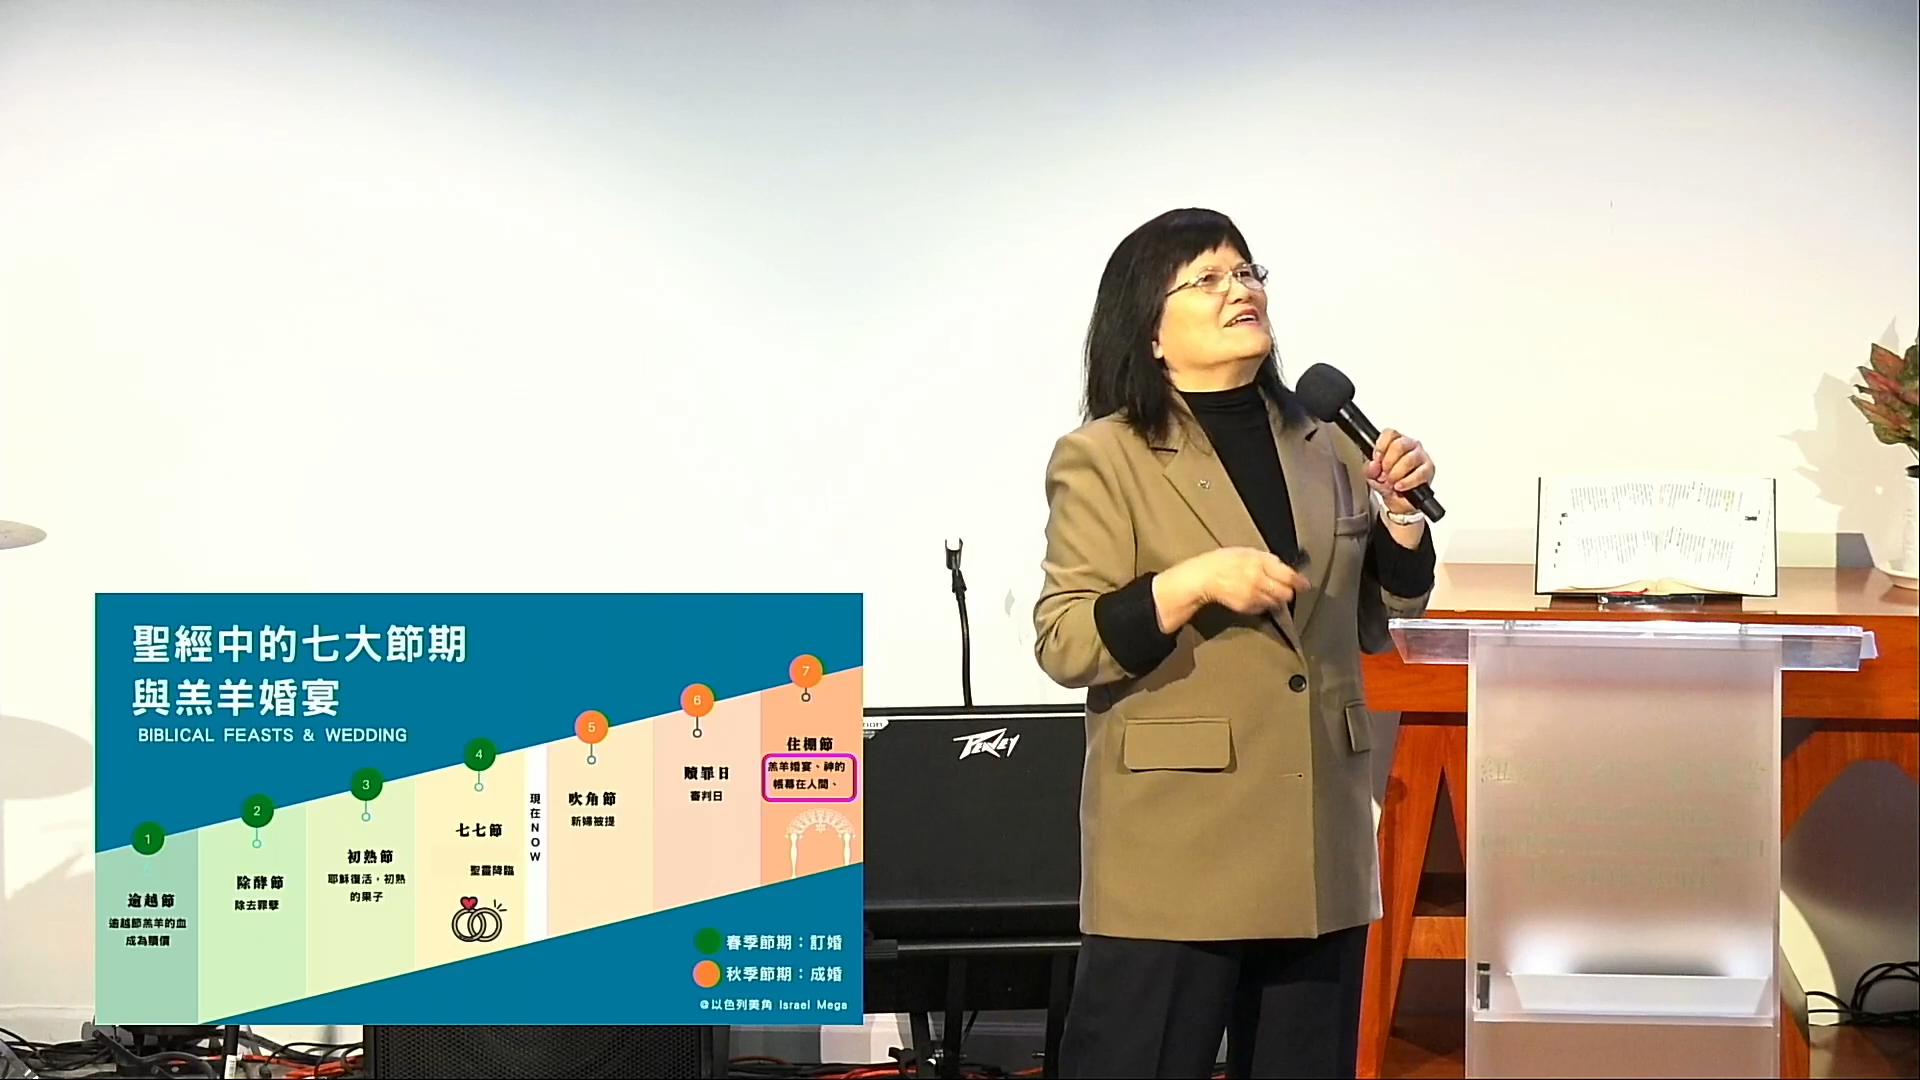 聖經中的七大節期
與羔羊婚宴
BIBLICAL FEASTS & WEDDING
1
逾越節
逾越節羔羊的血
成為贖價
2
除酵節
除去罪孽
3
初熟節
耶穌復活，初熟
的果子
4
七七節
聖靈降臨
現在NOW
5
吹角節
新婦被提
6
贖罪日
審判日
7
住棚節
羔羊婚宴、神的
帳幕在人間、
春季節期：訂婚
秋季節期：成婚
@以色列美角 Israel Mega
PEAVEY